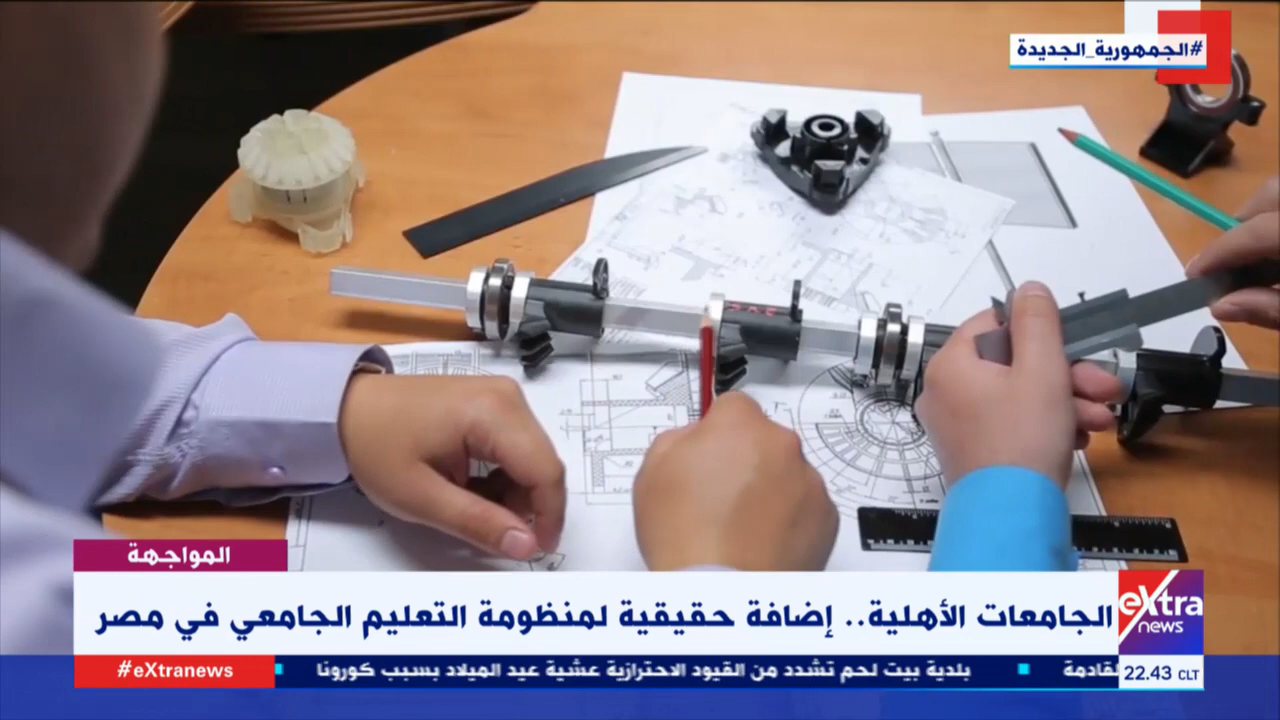 #الجمهورية_الجديدة
المواجهة
الجامعات الأهلية.. إضافة حقيقية لمنظومة التعليم الجامعي في مصر
eXtra
news
#eXtranews
لقادمة ■ بلدية بيت لحم تشدد من القيود الاحترازية عشية عيد الميلاد بسبب كورونا ■
22.43 CLT